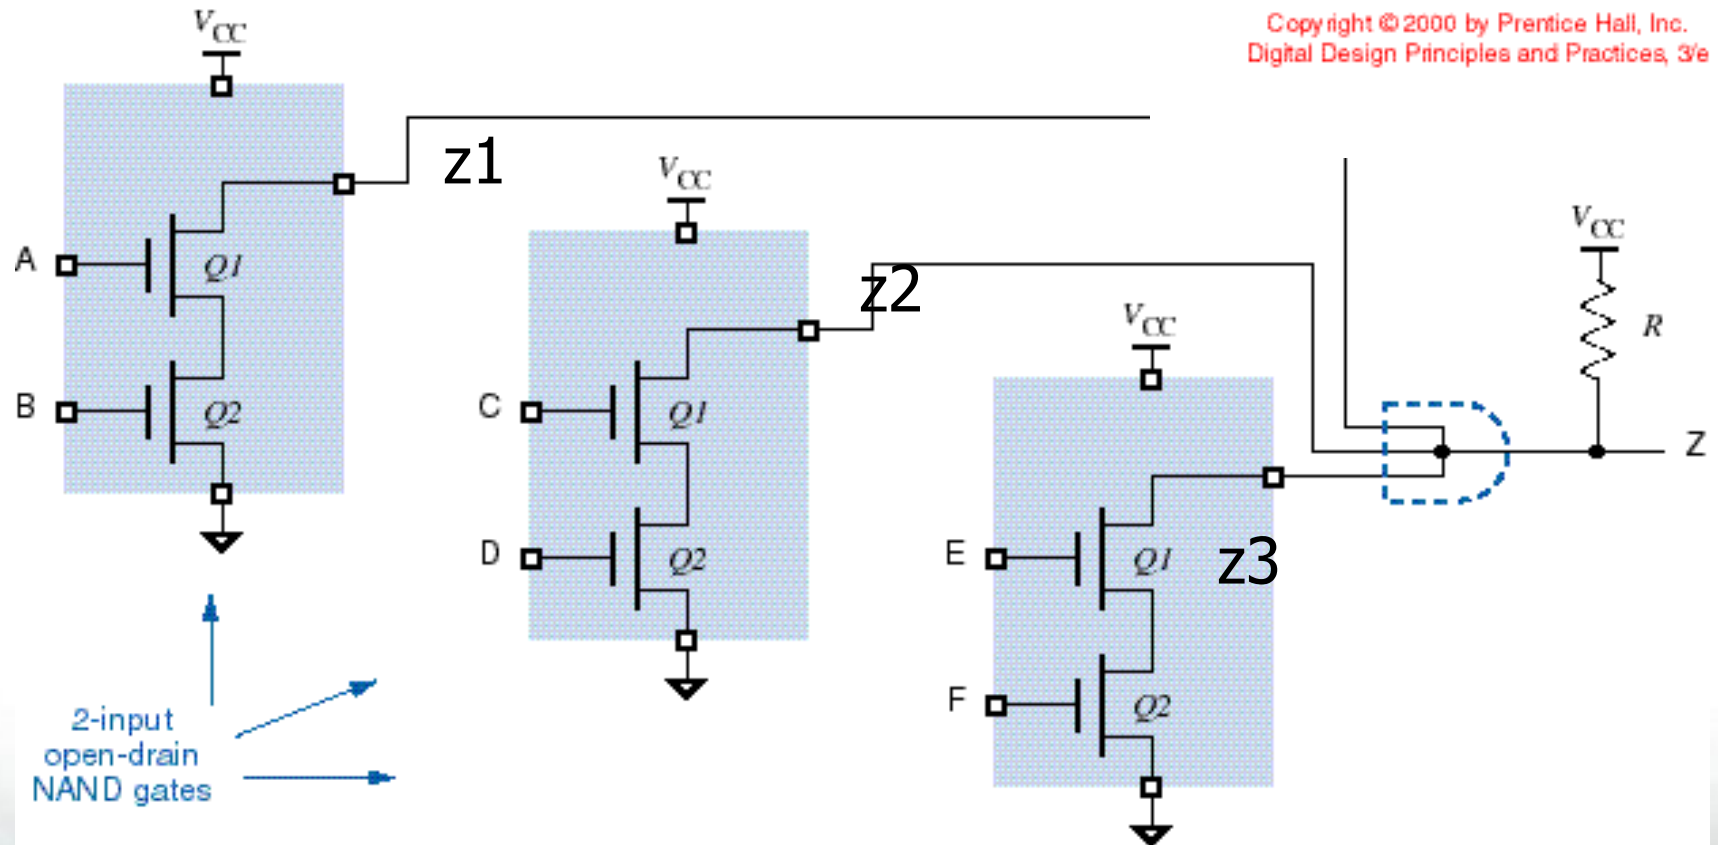 Copyright © 2000 by Prentice Hall, Inc.
Digital Design Principles and Practices, 3/e
VCC
z1
A
Q1
B
Q2
VCC
z2
C
Q1
D
Q2
VCC
z3
E
Q1
F
Q2
VCC
R
Z
2-input
open-drain
NAND gates